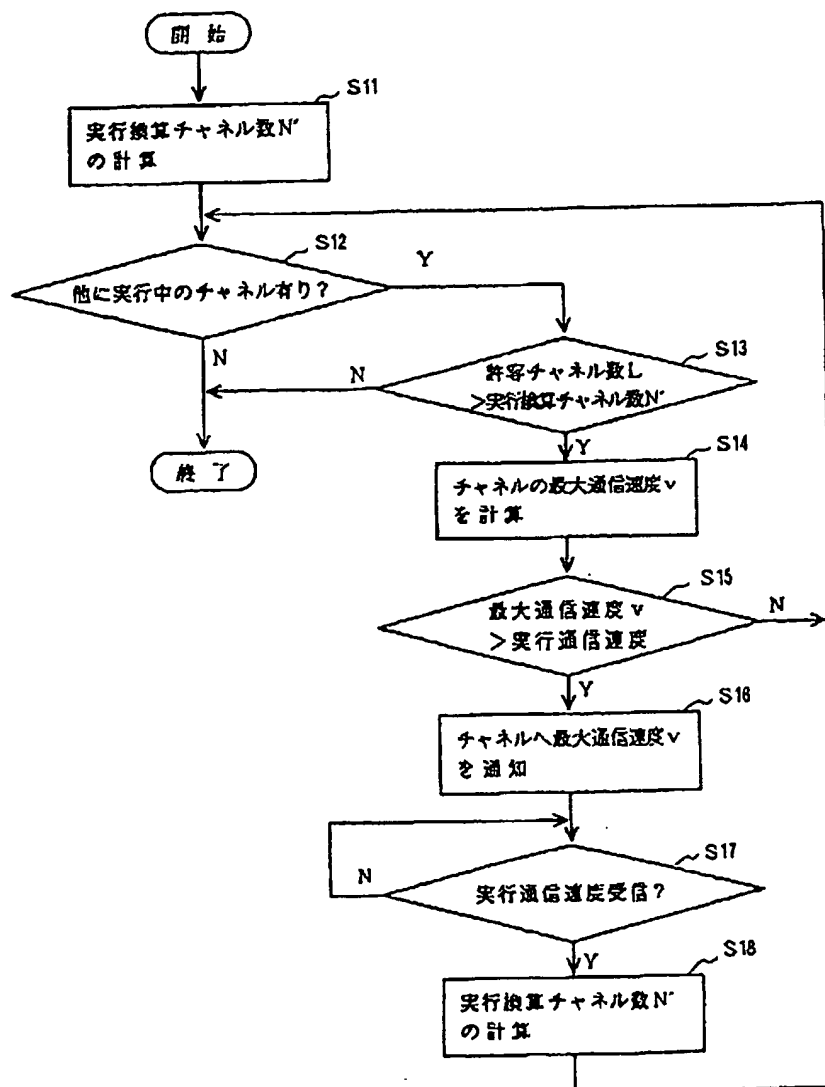 開始
S11
実行換算チャネル数N'
の計算
S12
Y
他に実行中のチャネル有り?
N
S13
N
許容チャネル数L
>実行換算チャネル数N'
Y
終了
S14
チャネルの最大通信速度v
を計算
S15
N
最大通信速度v
>実行通信速度
Y
S16
チャネルへ最大通信速度v
を通知
S17
N
実行通信速度受信?
Y
S18
実行換算チャネル数N'
の計算